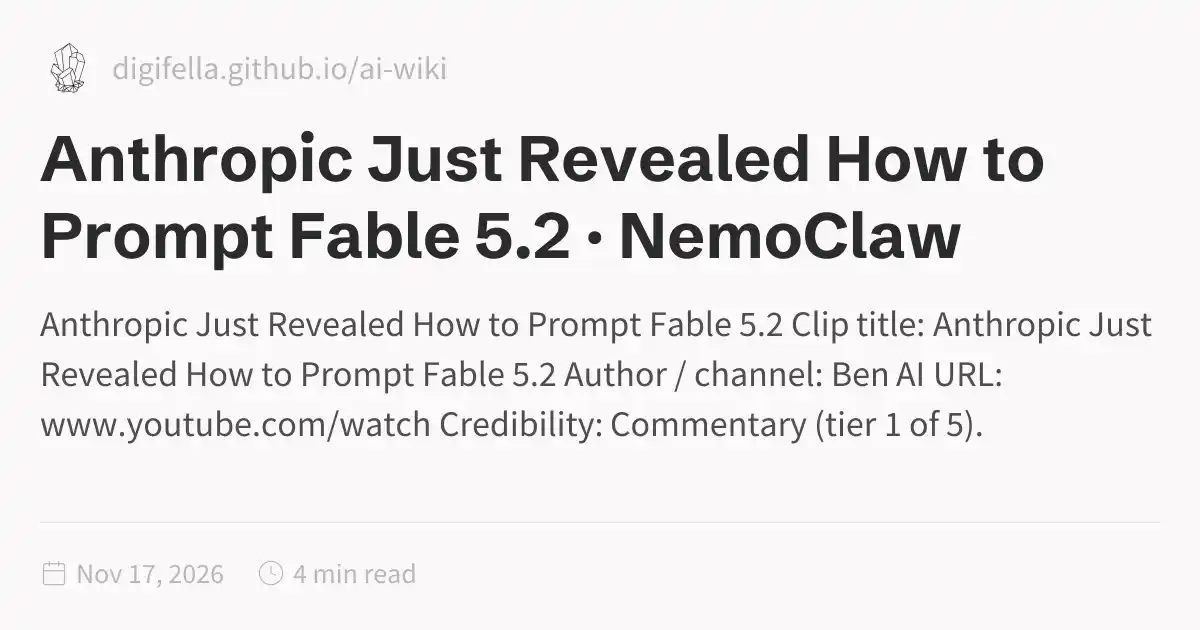 digifella.github.io/ai-wiki
Anthropic Just Revealed How to
Prompt Fable 5.2 · NemoClaw
Anthropic Just Revealed How to Prompt Fable 5.2 Clip title: Anthropic Just
Revealed How to Prompt Fable 5.2 Author / channel: Ben AI URL:
www.youtube.com/watch Credibility: Commentary (tier 1 of 5).
Nov 17, 2026 4 min read